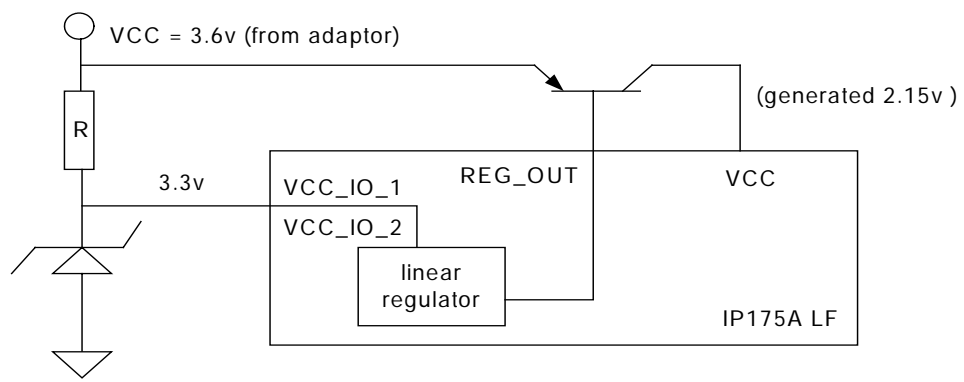 VCC = 3.6v (from adaptor)
(generated 2.15v )
R
3.3v
VCC_IO_1
VCC_IO_2
REG_OUT
VCC
linear
regulator
IP175A LF